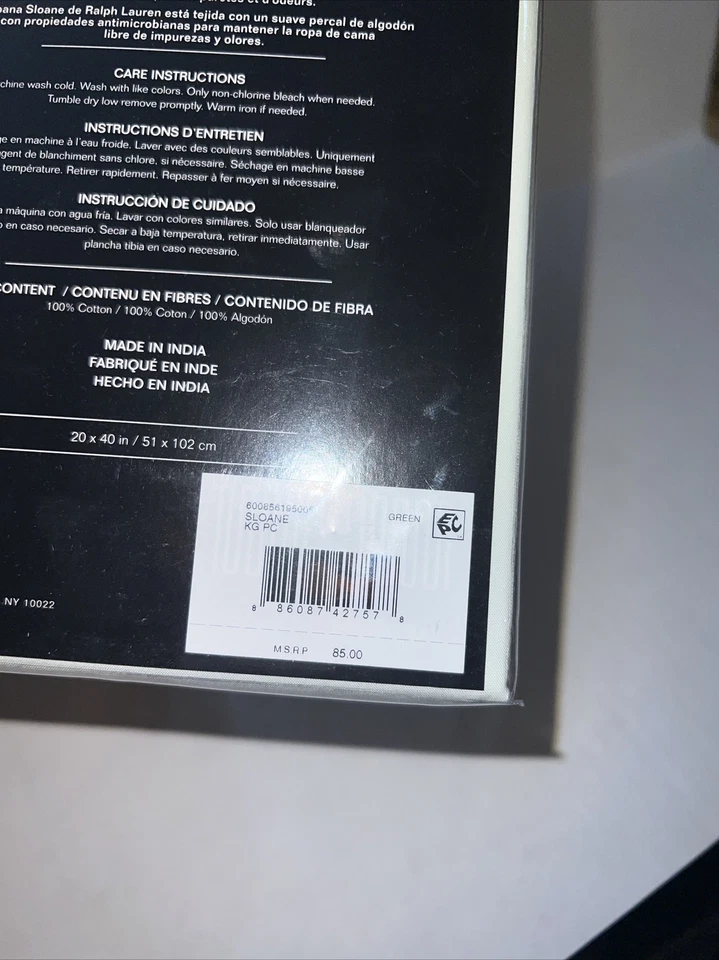 et d'odeurs.
ana Sloane de Ralph Lauren está tejida con un suave percal de algodón
con propiedades antimicrobianas para mantener la ropa de cama
libre de impurezas y olores.
CARE INSTRUCTIONS
chine wash cold. Wash with like colors. Only non-chlorine bleach when needed.
Tumble dry low remove promptly. Warm iron if needed.
INSTRUCTIONS D'ENTRETIEN
ge en machine à l'eau froide. Laver avec des couleurs semblables. Uniquement
gent de blanchiment sans chlore, si nécessaire. Séchage en machine basse
température. Retirer rapidement. Repasser à fer moyen si nécessaire.
INSTRUCCIÓN DE CUIDADO
a máquina con agua fría. Lavar con colores similares. Solo usar blanqueador
o en caso necesario. Secar a baja temperatura, retirar inmediatamente. Usar
plancha tibia en caso necesario.
CONTENT / CONTENU EN FIBRES / CONTENIDO DE FIBRA
100% Cotton / 100% Coton / 100% Algodón
MADE IN INDIA
FABRIQUÉ EN INDE
HECHO EN INDIA
20 x 40 in / 51 x 102 cm
NY 10022
SLOANE
KG PC
GREEN
EPC
8 86087 42757 8
M.S.R.P 85.00